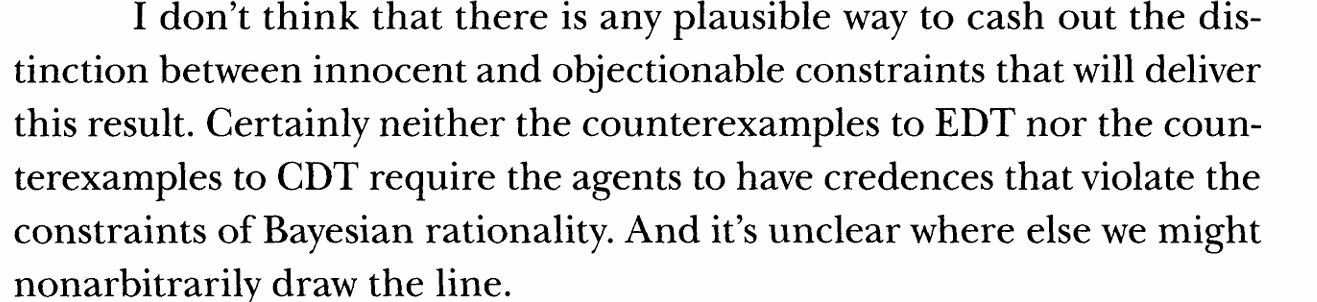 I don’t think that there is any plausible way to cash out the dis-
tinction between innocent and objectionable constraints that will deliver
this result. Certainly neither the counterexamples to EDT nor the coun-
terexamples to CDT require the agents to have credences that violate the
constraints of Bayesian rationality. And it’s unclear where else we might
nonarbitrarily draw the line.